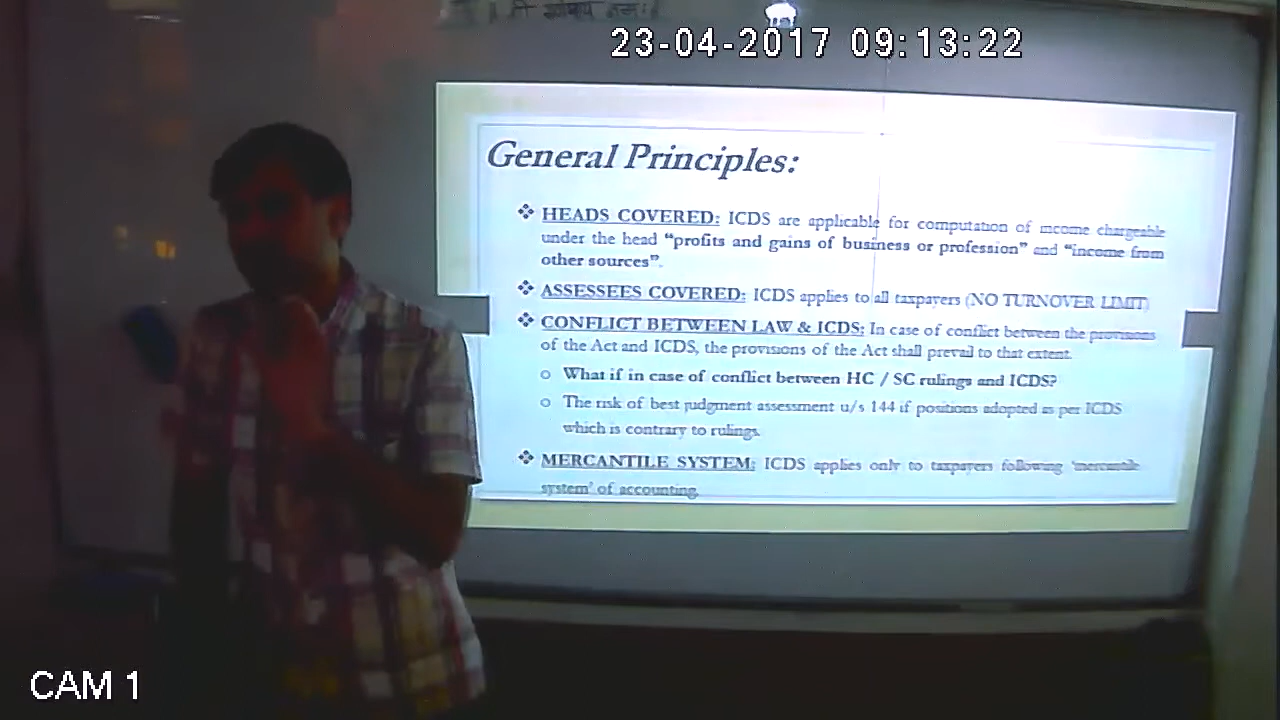 23-04-2017 09:13:22
General Principles:
❖ HEADS COVERED: ICDS are applicable for computation of income chargeable
under the head “profits and gains of business or profession” and “income from
other sources”.
❖ ASSESSEES COVERED: ICDS applies to all taxpayers (NO TURNOVER LIMIT)
❖ CONFLICT BETWEEN LAW & ICDS: In case of conflict between the provisions
of the Act and ICDS, the provisions of the Act shall prevail to that extent.
o What if in case of conflict between HC / SC rulings and ICDS?
o The risk of best judgment assessment u/s 144 if positions adopted as per ICDS
which is contrary to rulings.
❖ MERCANTILE SYSTEM: ICDS applies only to taxpayers following ‘mercantile
system’ of accounting.
CAM 1